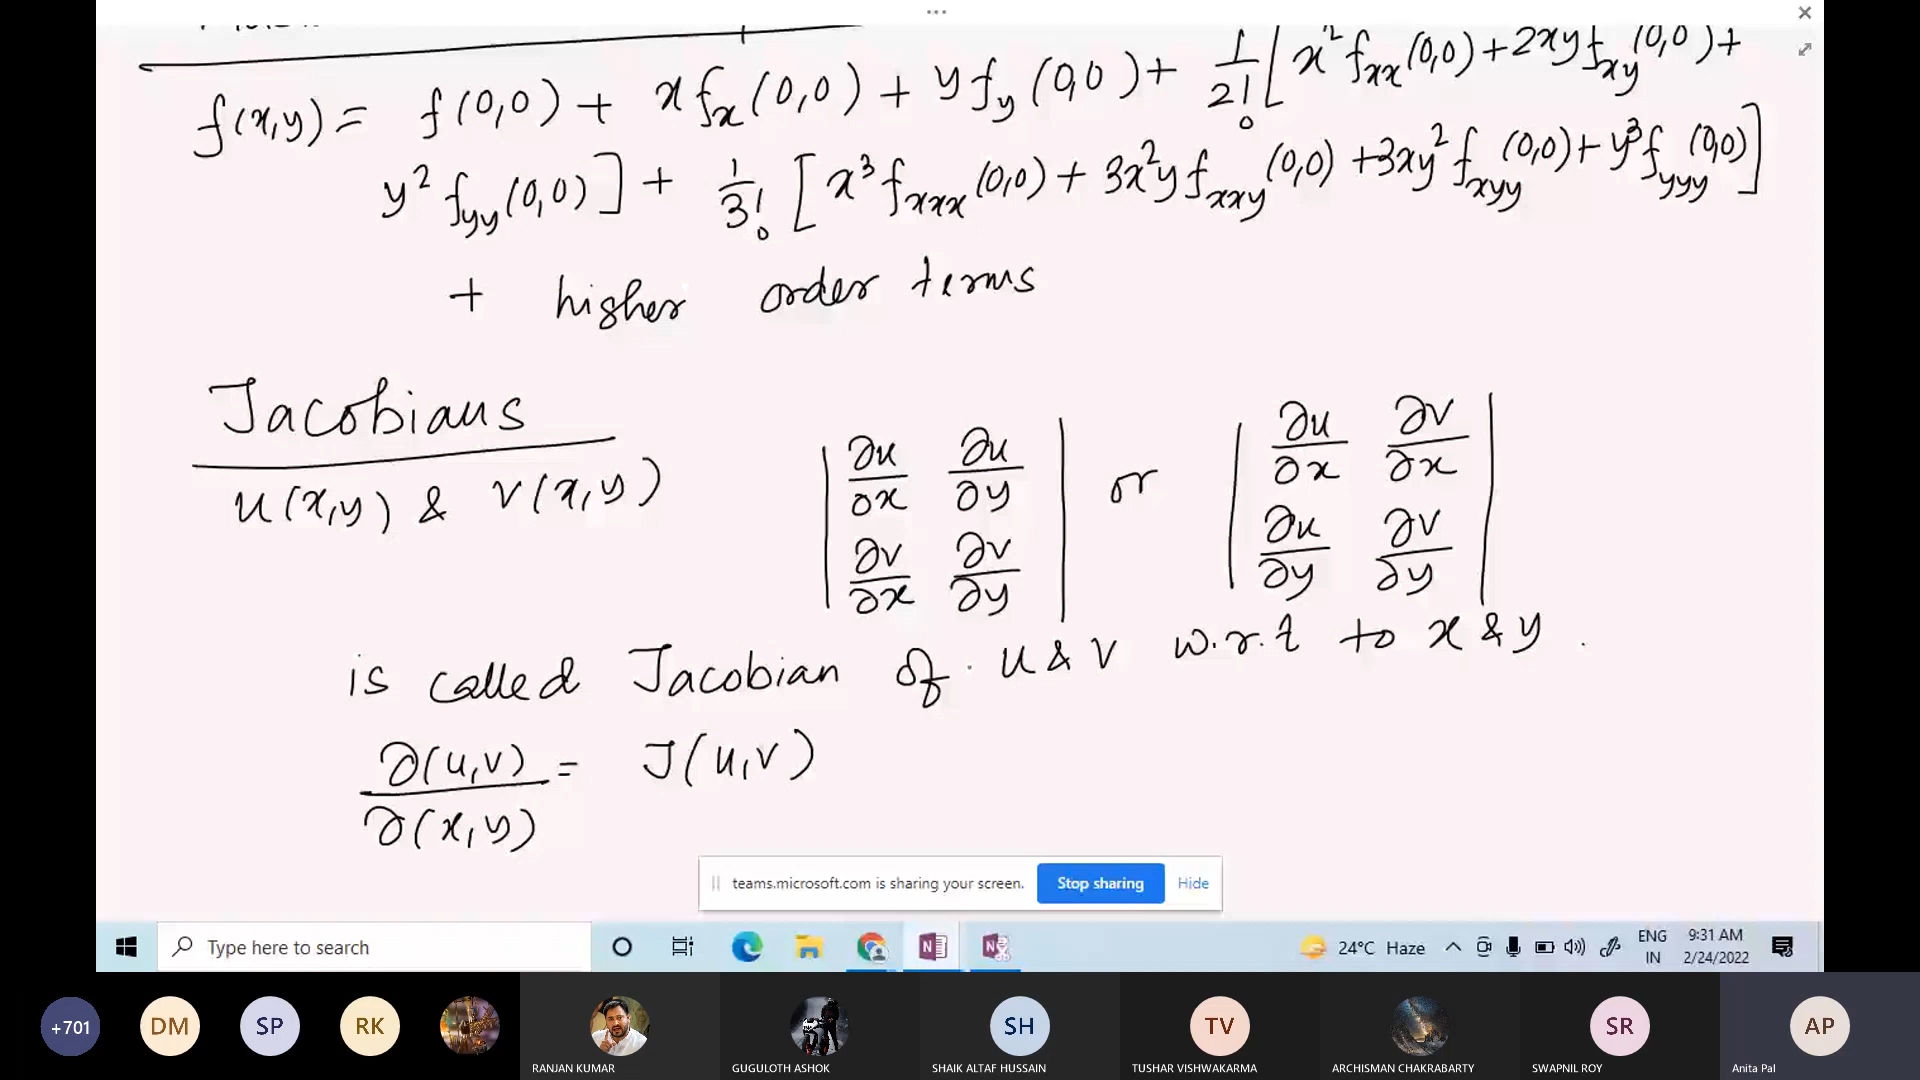 f(x,y) = f(0,0) + x f_x (0,0) + y f_y (0,0) + 1/2! [ x² f_xx (0,0) + 2xy f_xy (0,0) +
y² f_yy (0,0) ] + 1/3! [ x³ f_xxx (0,0) + 3x²y f_xxy (0,0) + 3xy² f_xyy (0,0) + y³ f_yyy (0,0) ]
+ higher order terms
Jacobians
u(x,y) & v(x,y)
| ∂u/∂x ∂u/∂y | or | ∂u/∂x ∂v/∂x |
| ∂v/∂x ∂v/∂y | | ∂u/∂y ∂v/∂y |
is called Jacobian of u & v w.r.t to x & y .
∂(u,v)/∂(x,y) = J(u,v)
teams.microsoft.com is sharing your screen. Stop sharing Hide
Type here to search
24°C Haze
ENG
IN
9:31 AM
2/24/2022
+701 DM SP RK SH TV SR AP
RANJAN KUMAR GUGULOTH ASHOK SHAIK ALTAF HUSSAIN TUSHAR VISHWAKARMA ARCHISMAN CHAKRABARTY SWAPNIL ROY Anita Pal